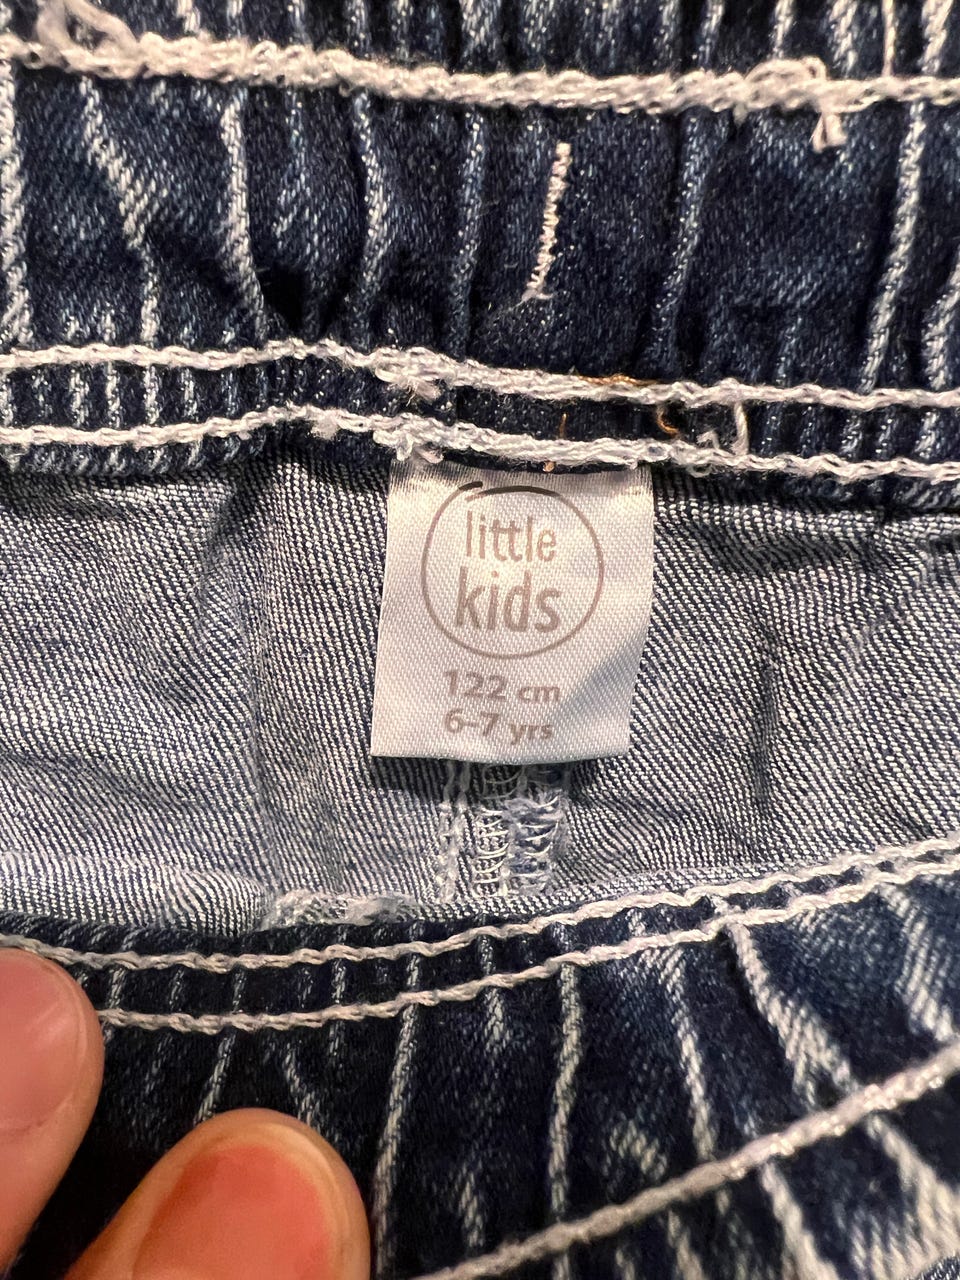 little
kids
122 cm
6-7 yrs